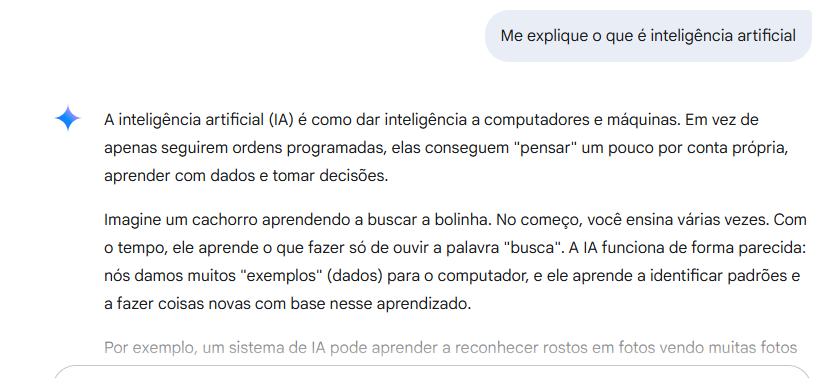 Me explique o que é inteligência artificial
A inteligência artificial (IA) é como dar inteligência a computadores e máquinas. Em vez de
apenas seguirem ordens programadas, elas conseguem "pensar" um pouco por conta própria,
aprender com dados e tomar decisões.
Imagine um cachorro aprendendo a buscar a bolinha. No começo, você ensina várias vezes. Com
o tempo, ele aprende o que fazer só de ouvir a palavra "busca". A IA funciona de forma parecida:
nós damos muitos "exemplos" (dados) para o computador, e ele aprende a identificar padrões e
a fazer coisas novas com base nesse aprendizado.
Por exemplo, um sistema de IA pode aprender a reconhecer rostos em fotos vendo muitas fotos